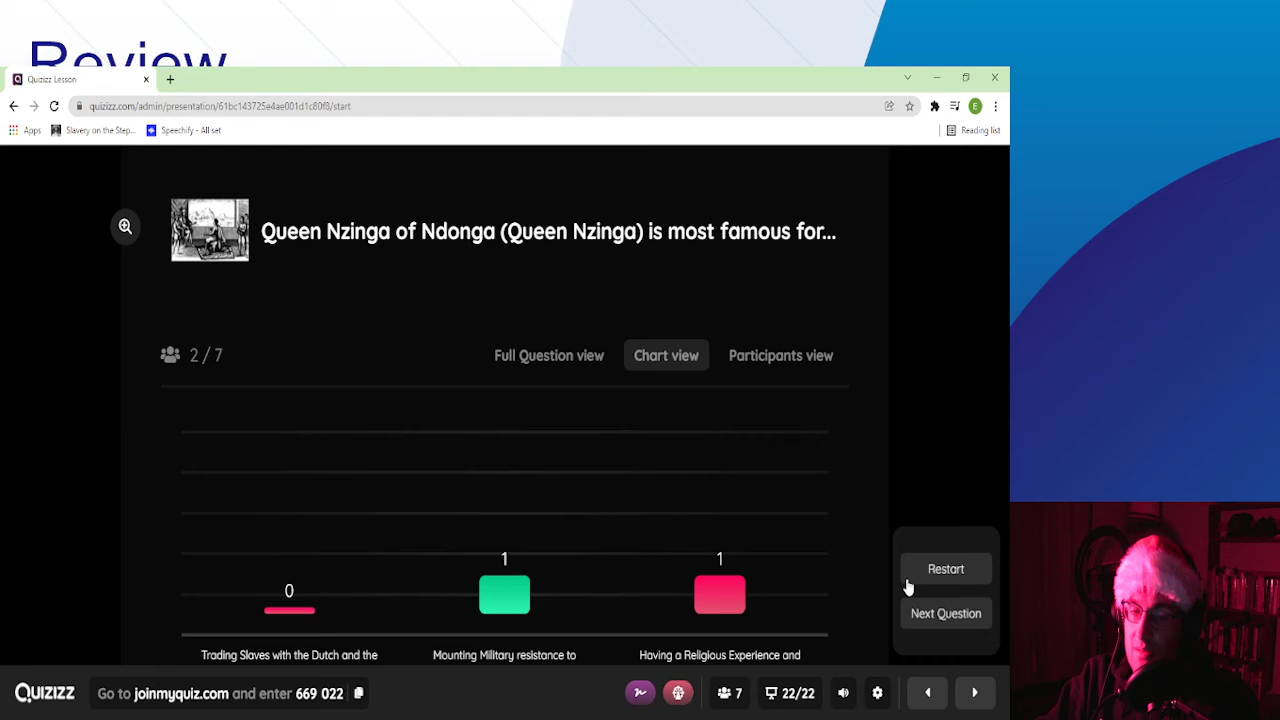 Review
Quizizz Lesson
quizizz.com/admin/presentation/61bc143725e4ae001d1c80f8/start
E
Apps
Slavery on the Step...
Speechify - All set
Reading list
Queen Nzinga of Ndonga (Queen Nzinga) is most famous for...
2 / 7
Full Question view
Chart view
Participants view
0
1
1
Trading Slaves with the Dutch and the
Mounting Military resistance to
Having a Religious Experience and
Restart
Next Question
Quizizz
Go to joinmyquiz.com and enter 669 022
7
22/22